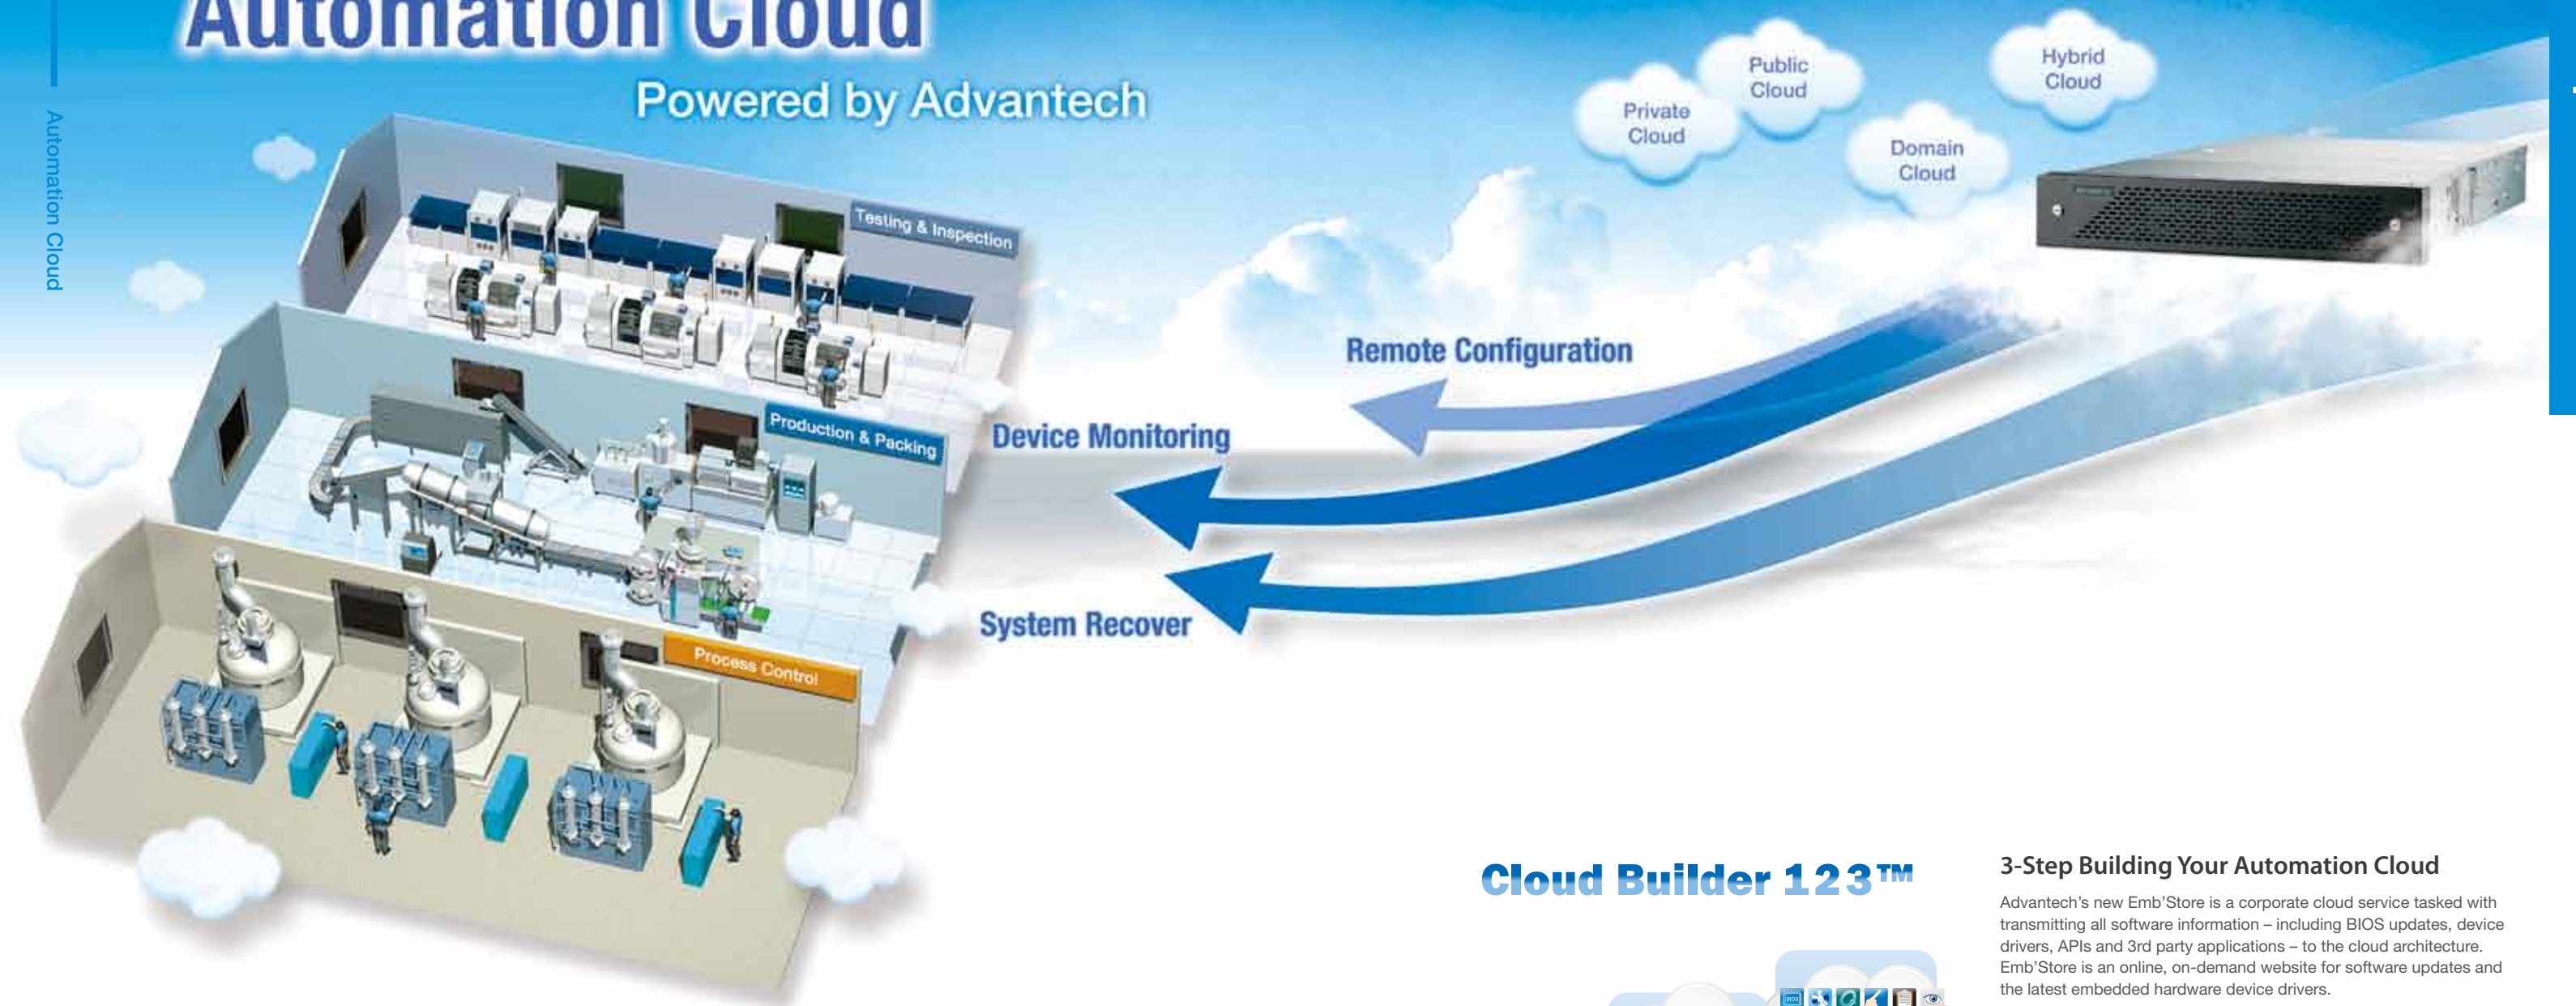 Automation Cloud
Powered by Advantech
Automation Cloud
Private
Cloud
Public
Cloud
Domain
Cloud
Hybrid
Cloud
Testing & Inspection
Production & Packing
Process Control
Remote Configuration
Device Monitoring
System Recover
Cloud Builder 123™
3-Step Building Your Automation Cloud
Advantech's new Emb'Store is a corporate cloud service tasked with
transmitting all software information – including BIOS updates, device
drivers, APIs and 3rd party applications – to the cloud architecture.
Emb'Store is an online, on-demand website for software updates and
the latest embedded hardware device drivers.
BIOS